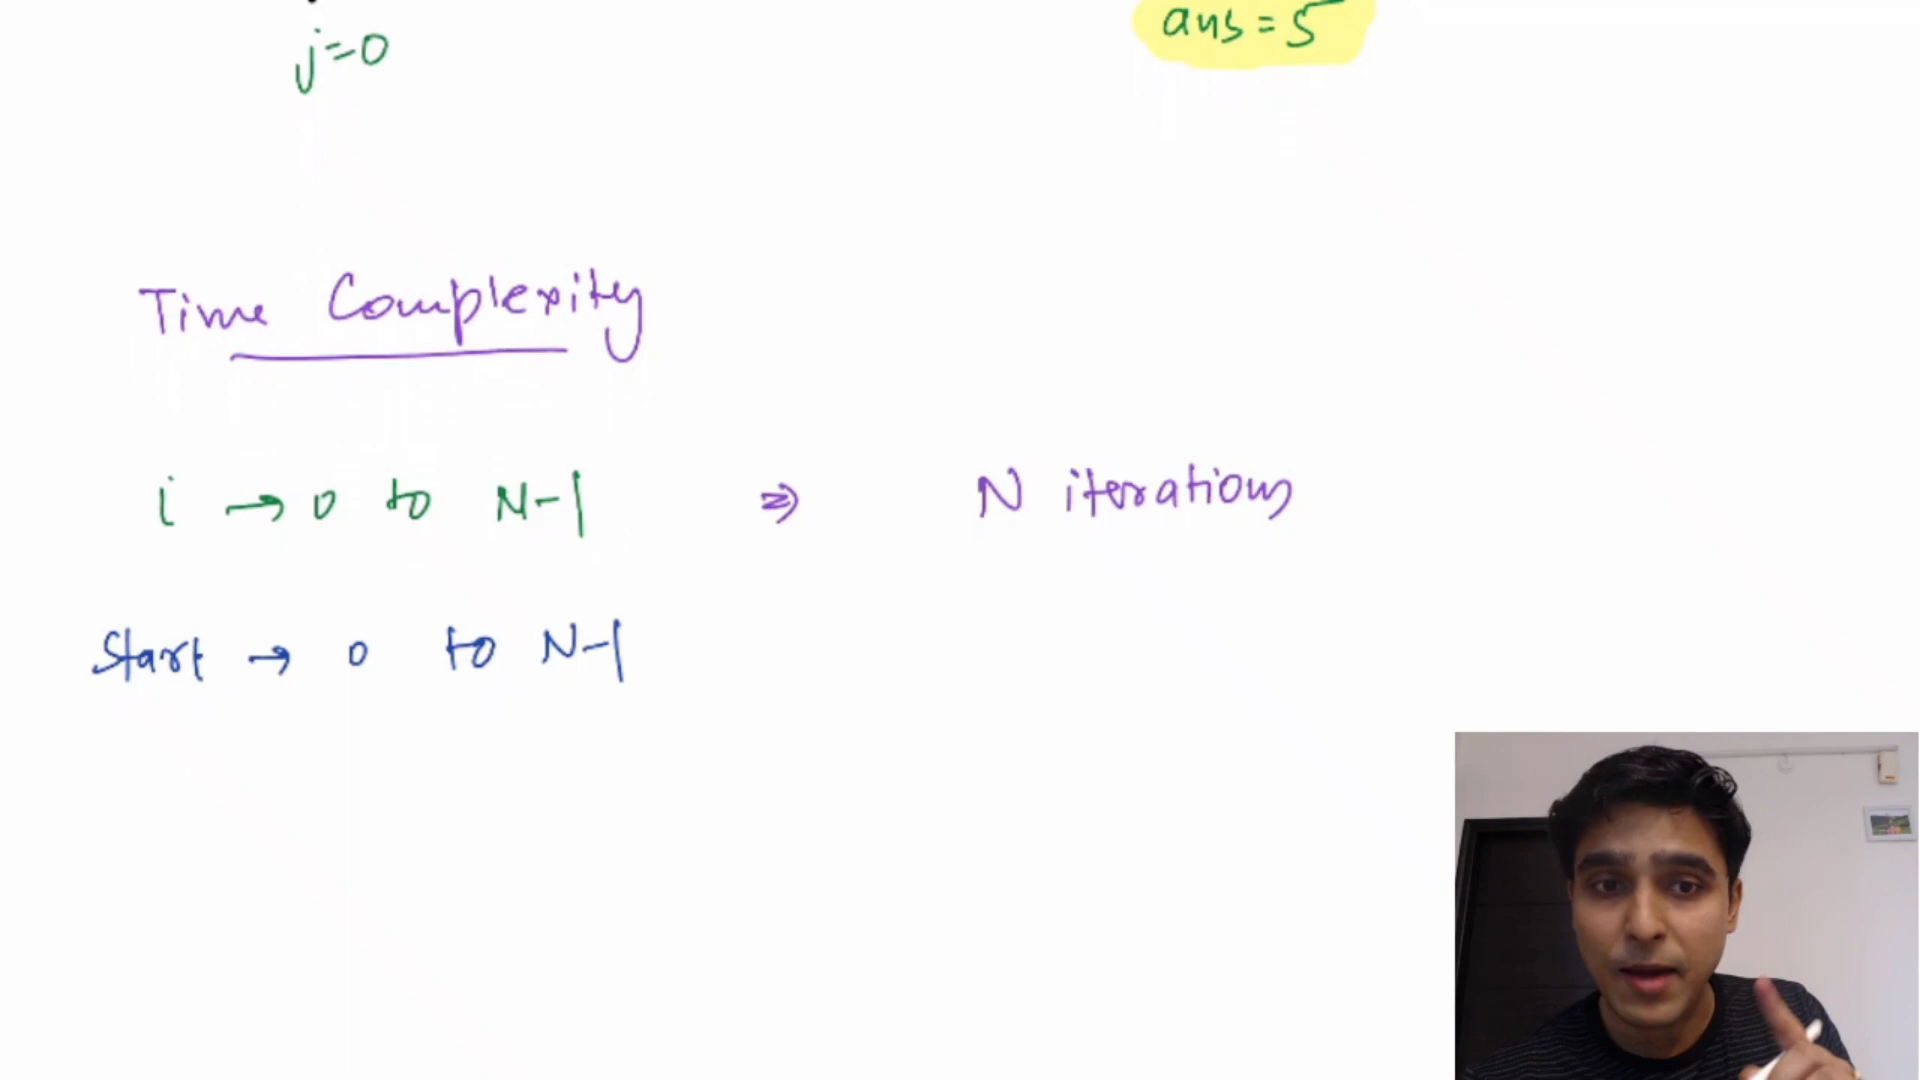 ans = 5
j=0
Time Complexity
i → 0 to N-1 ⇒ N iterations
Start → 0 to N-1